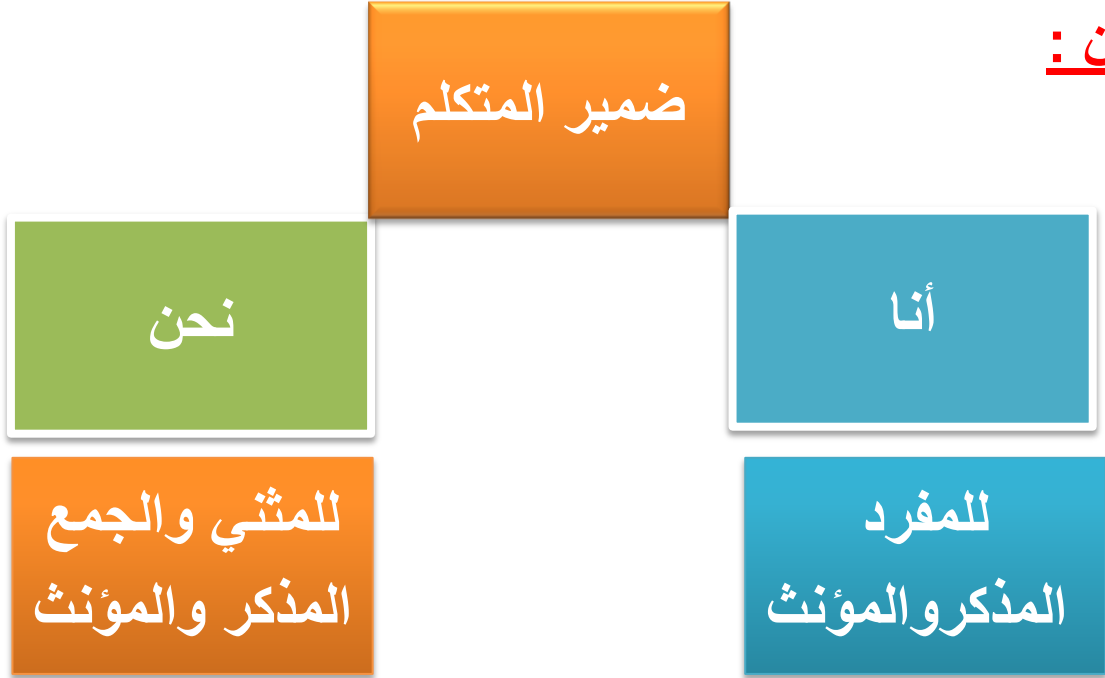 ضمير المتكلم
أنا
نحن
للمفرد
المذكروالمؤنث
للمثني والجمع
المذكر والمؤنث